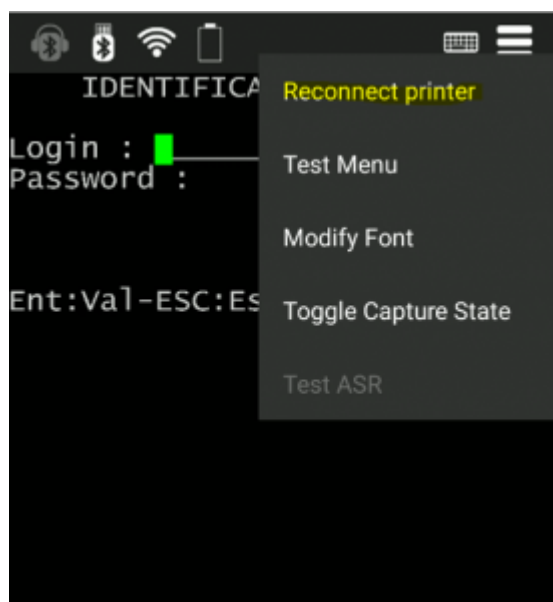 IDENTIFICA
Login :
Password :
Ent:Val-ESC:Es
Reconnect printer
Test Menu
Modify Font
Toggle Capture State
Test ASR